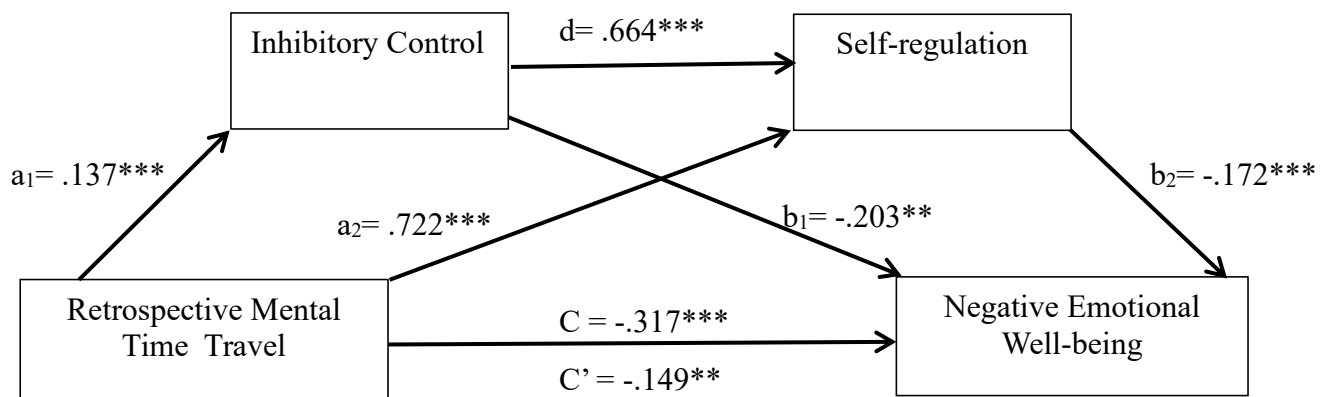 Inhibitory Control
d= .664***
Self-regulation
a₁= .137***
a₂= .722***
b₁= -.203**
b₂= -.172***
Retrospective Mental
Time Travel
C = -.317***
C’ = -.149**
Negative Emotional
Well-being